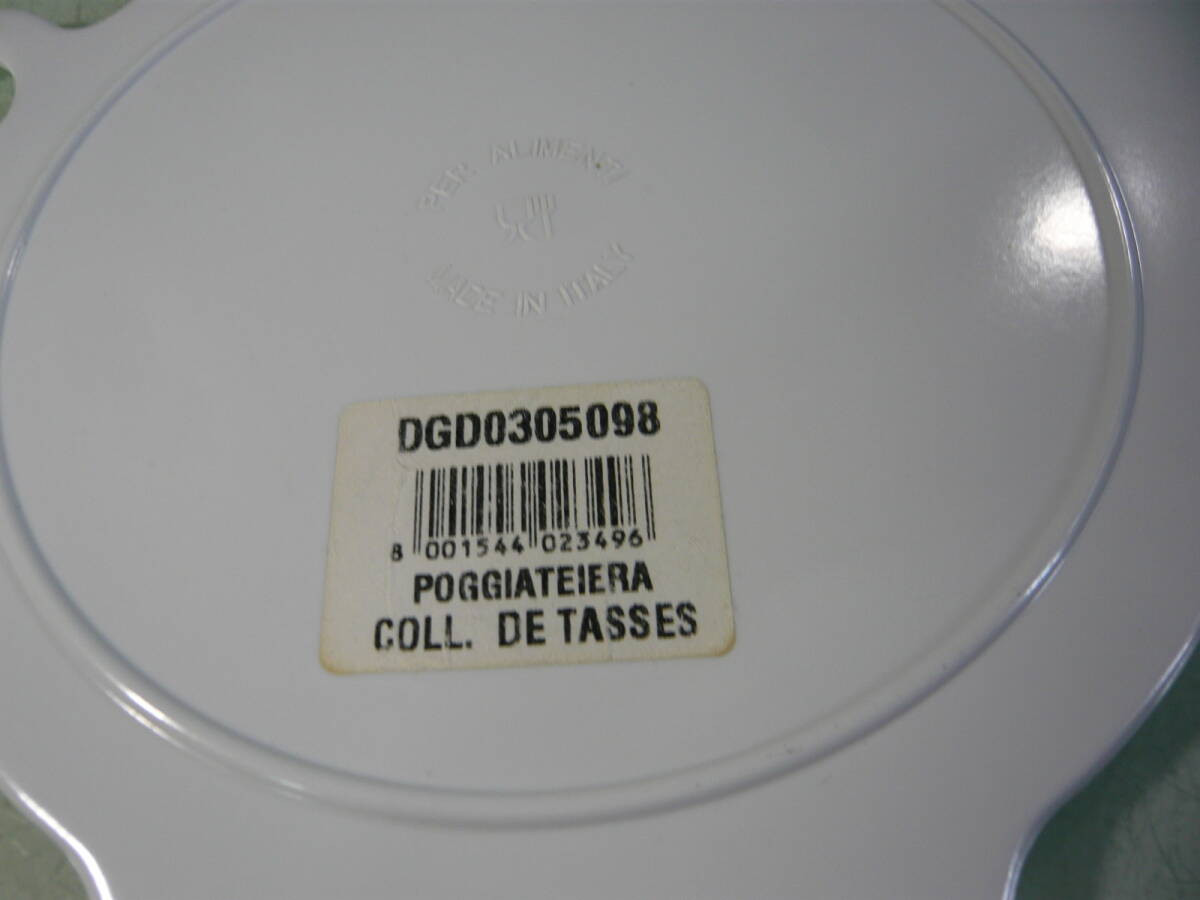 PER ALIMENTI
MADE IN ITALY
DGD0305098
8 001544 023496
POGGIATEIERA
COLL. DE TASSES